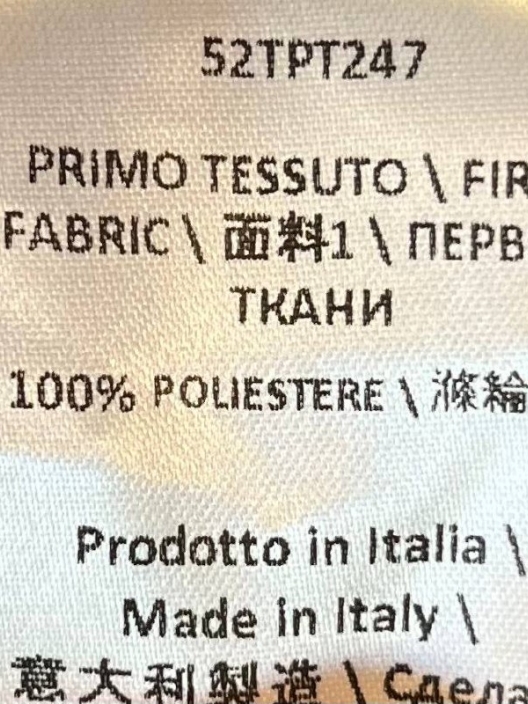 52TPT247
PRIMO TESSUTO \ FIR
FABRIC \ 面料1 \ ПЕРВ
ТКАНИ
100% POLIESTERE \ 滌綸
Prodotto in Italia \
Made in Italy \
意大利製造 \ Сдела